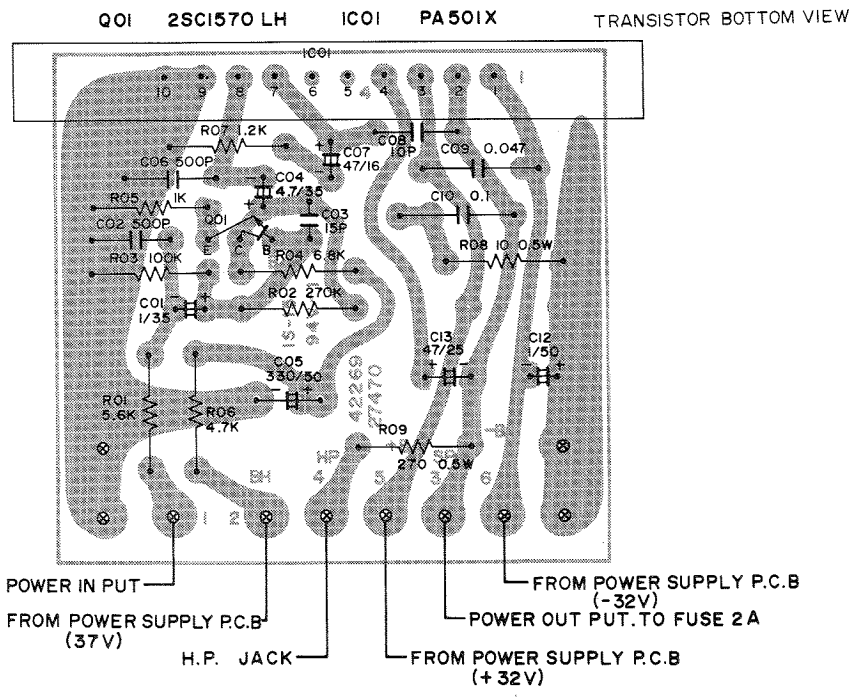 Q01 2SC1570 LH IC01 PA501X TRANSISTOR BOTTOM VIEW
IC01
10 9 8 7 6 5 4 3 2 1 1
4
R07 1.2K
C08
10P
C07
47/16
C09 0.047
C06 500P
C04
4.7/35
R05 1K
C10 0.1
Q01
C03
15P
C02 500P
E C B
R08 10 0.5W
R04 6.8K
R03 100K
R02 270K
C01
1/35
C13
47/25
C12
1/50
C05
330/50
42269
27470
R01
5.6K
R06
4.7K
R09
270 0.5W
-B
HP
SP
BH
1 2 4 5 3 6
POWER IN PUT
FROM POWER SUPPLY P.C.B
(-32V)
FROM POWER SUPPLY P.C.B
(37V)
POWER OUT PUT. TO FUSE 2A
H.P. JACK
FROM POWER SUPPLY P.C.B
(+32V)